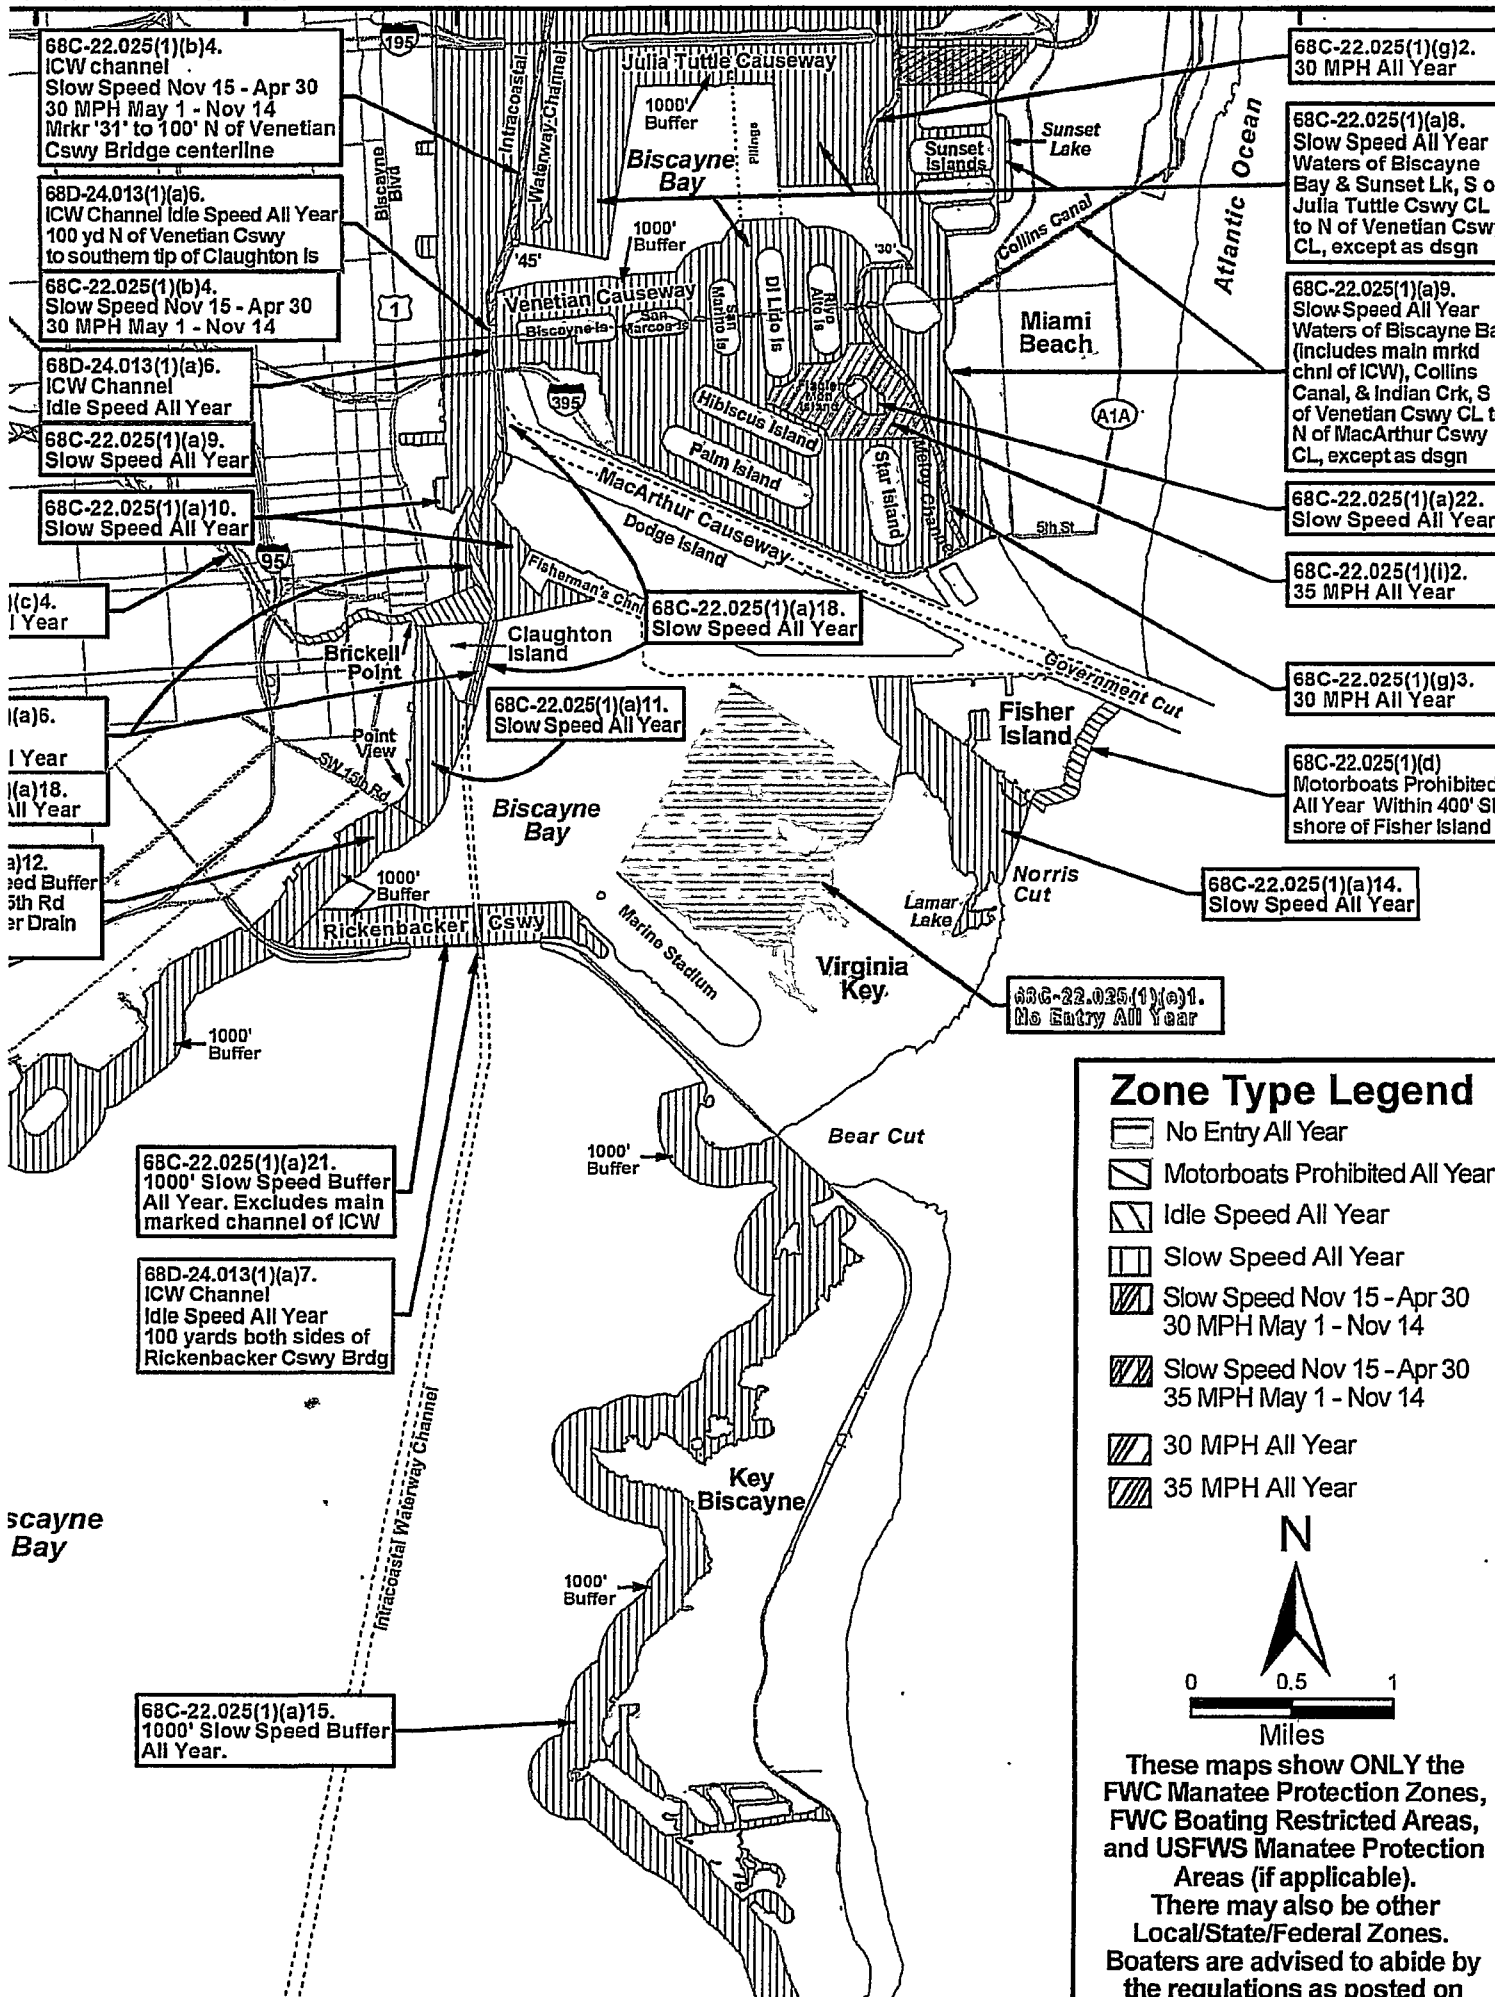 68C-22.025(1)(b)4.
ICW channel
Slow Speed Nov 15 - Apr 30
30 MPH May 1 - Nov 14
Mrkr '31' to 100' N of Venetian
Cswy Bridge centerline
68D-24.013(1)(a)6.
ICW Channel Idle Speed All Year
100 yd N of Venetian Cswy
to southern tip of Claughton Is
68C-22.025(1)(b)4.
Slow Speed Nov 15 - Apr 30
30 MPH May 1 - Nov 14
68D-24.013(1)(a)6.
ICW Channel
Idle Speed All Year
68C-22.025(1)(a)9.
Slow Speed All Year
68C-22.025(1)(a)10.
Slow Speed All Year
)(c)4.
l Year
)(a)6.
l Year
)(a)18.
All Year
a)12.
eed Buffer
5th Rd
er Drain
195
Biscayne
Blvd
1
395
95
Intracoastal
Waterway Channel
Julia Tuttle Causeway
1000'
Buffer
Pilings
Biscayne
Bay
1000'
Buffer
'45'
'30'
Venetian Causeway
Biscayne Is
San
Marcos Is
San
Marino Is
Di Lido Is
Rivo
Alto Is
Sunset
Islands
Sunset
Lake
Collins Canal
Atlantic Ocean
Miami
Beach
A1A
5th St
Flagler
Mon
Island
Hibiscus Island
Palm Island
Star Island
Meloy Channel
MacArthur Causeway
Dodge Island
Fisherman's Chnl
68C-22.025(1)(a)18.
Slow Speed All Year
Claughton
Island
Brickell
Point
68C-22.025(1)(a)11.
Slow Speed All Year
Point
View
SW 15th Rd
Biscayne
Bay
Government Cut
Fisher
Island
Norris
Cut
Lamar
Lake
68C-22.025(1)(g)2.
30 MPH All Year
68C-22.025(1)(a)8.
Slow Speed All Year
Waters of Biscayne
Bay & Sunset Lk, S o
Julia Tuttle Cswy CL
to N of Venetian Csw
CL, except as dsgn
68C-22.025(1)(a)9.
Slow Speed All Year
Waters of Biscayne Ba
(includes main mrkd
chnl of ICW), Collins
Canal, & Indian Crk, S
of Venetian Cswy CL t
N of MacArthur Cswy
CL, except as dsgn
68C-22.025(1)(a)22.
Slow Speed All Year
68C-22.025(1)(l)2.
35 MPH All Year
68C-22.025(1)(g)3.
30 MPH All Year
68C-22.025(1)(d)
Motorboats Prohibited
All Year Within 400' S
shore of Fisher Island
68C-22.025(1)(a)14.
Slow Speed All Year
1000'
Buffer
Rickenbacker Cswy
Marine Stadium
Virginia
Key
68C-22.025(1)(e)1.
No Entry All Year
1000'
Buffer
1000'
Buffer
Bear Cut
68C-22.025(1)(a)21.
1000' Slow Speed Buffer
All Year. Excludes main
marked channel of ICW
68D-24.013(1)(a)7.
ICW Channel
Idle Speed All Year
100 yards both sides of
Rickenbacker Cswy Brdg
Intracoastal Waterway Channel
Key
Biscayne
scayne
Bay
1000'
Buffer
68C-22.025(1)(a)15.
1000' Slow Speed Buffer
All Year.
Zone Type Legend
No Entry All Year
Motorboats Prohibited All Year
Idle Speed All Year
Slow Speed All Year
Slow Speed Nov 15 - Apr 30
30 MPH May 1 - Nov 14
Slow Speed Nov 15 - Apr 30
35 MPH May 1 - Nov 14
30 MPH All Year
35 MPH All Year
N
0 0.5 1
Miles
These maps show ONLY the
FWC Manatee Protection Zones,
FWC Boating Restricted Areas,
and USFWS Manatee Protection
Areas (if applicable).
There may also be other
Local/State/Federal Zones.
Boaters are advised to abide by
the regulations as posted on